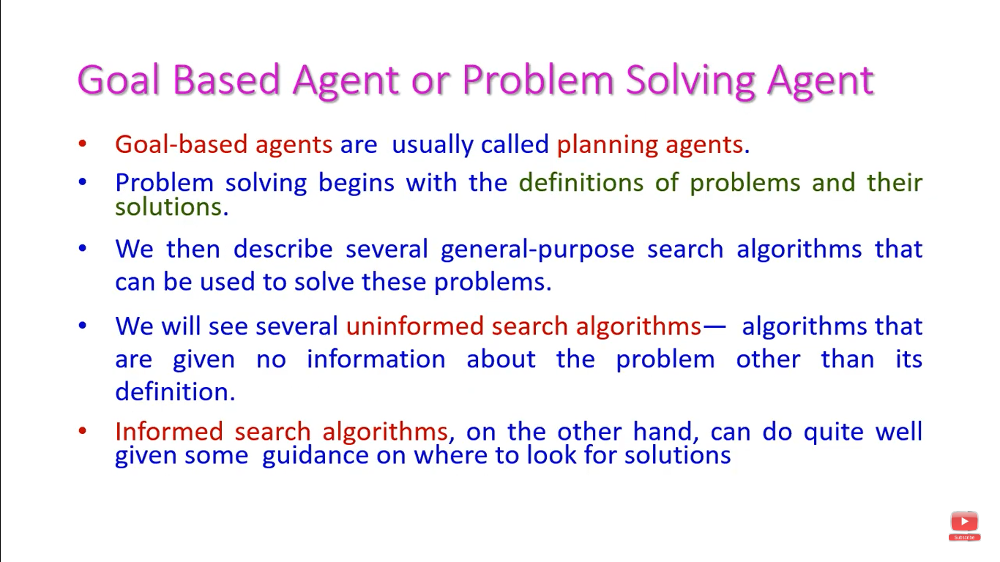 Goal Based Agent or Problem Solving Agent
• Goal-based agents are usually called planning agents.
• Problem solving begins with the definitions of problems and their
solutions.
• We then describe several general-purpose search algorithms that
can be used to solve these problems.
• We will see several uninformed search algorithms— algorithms that
are given no information about the problem other than its
definition.
• Informed search algorithms, on the other hand, can do quite well
given some guidance on where to look for solutions
Subscribe